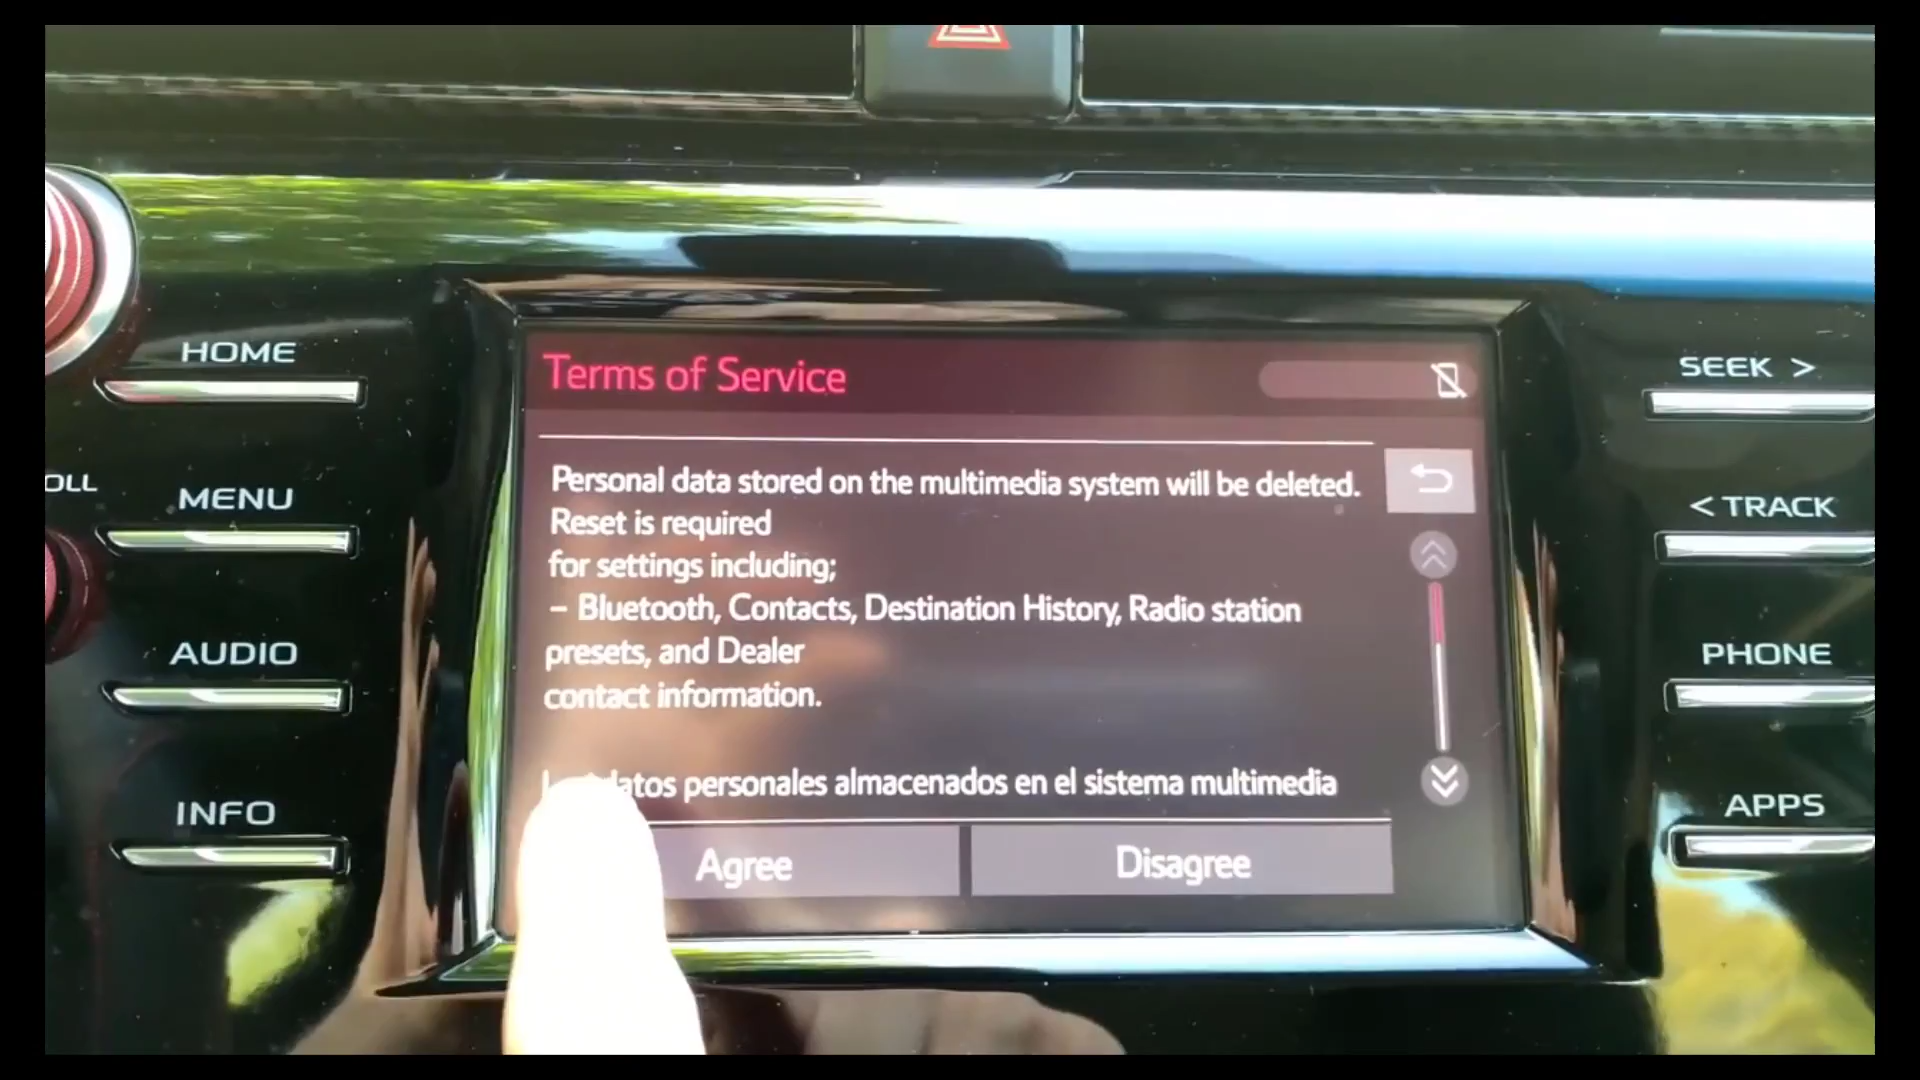 HOME
MENU
AUDIO
INFO
Terms of Service
Personal data stored on the multimedia system will be deleted.
Reset is required
for settings including;
– Bluetooth, Contacts, Destination History, Radio station
presets, and Dealer
contact information.
personales almacenados en el sistema multimedia
Agree
Disagree
SEEK >
< TRACK
PHONE
APPS